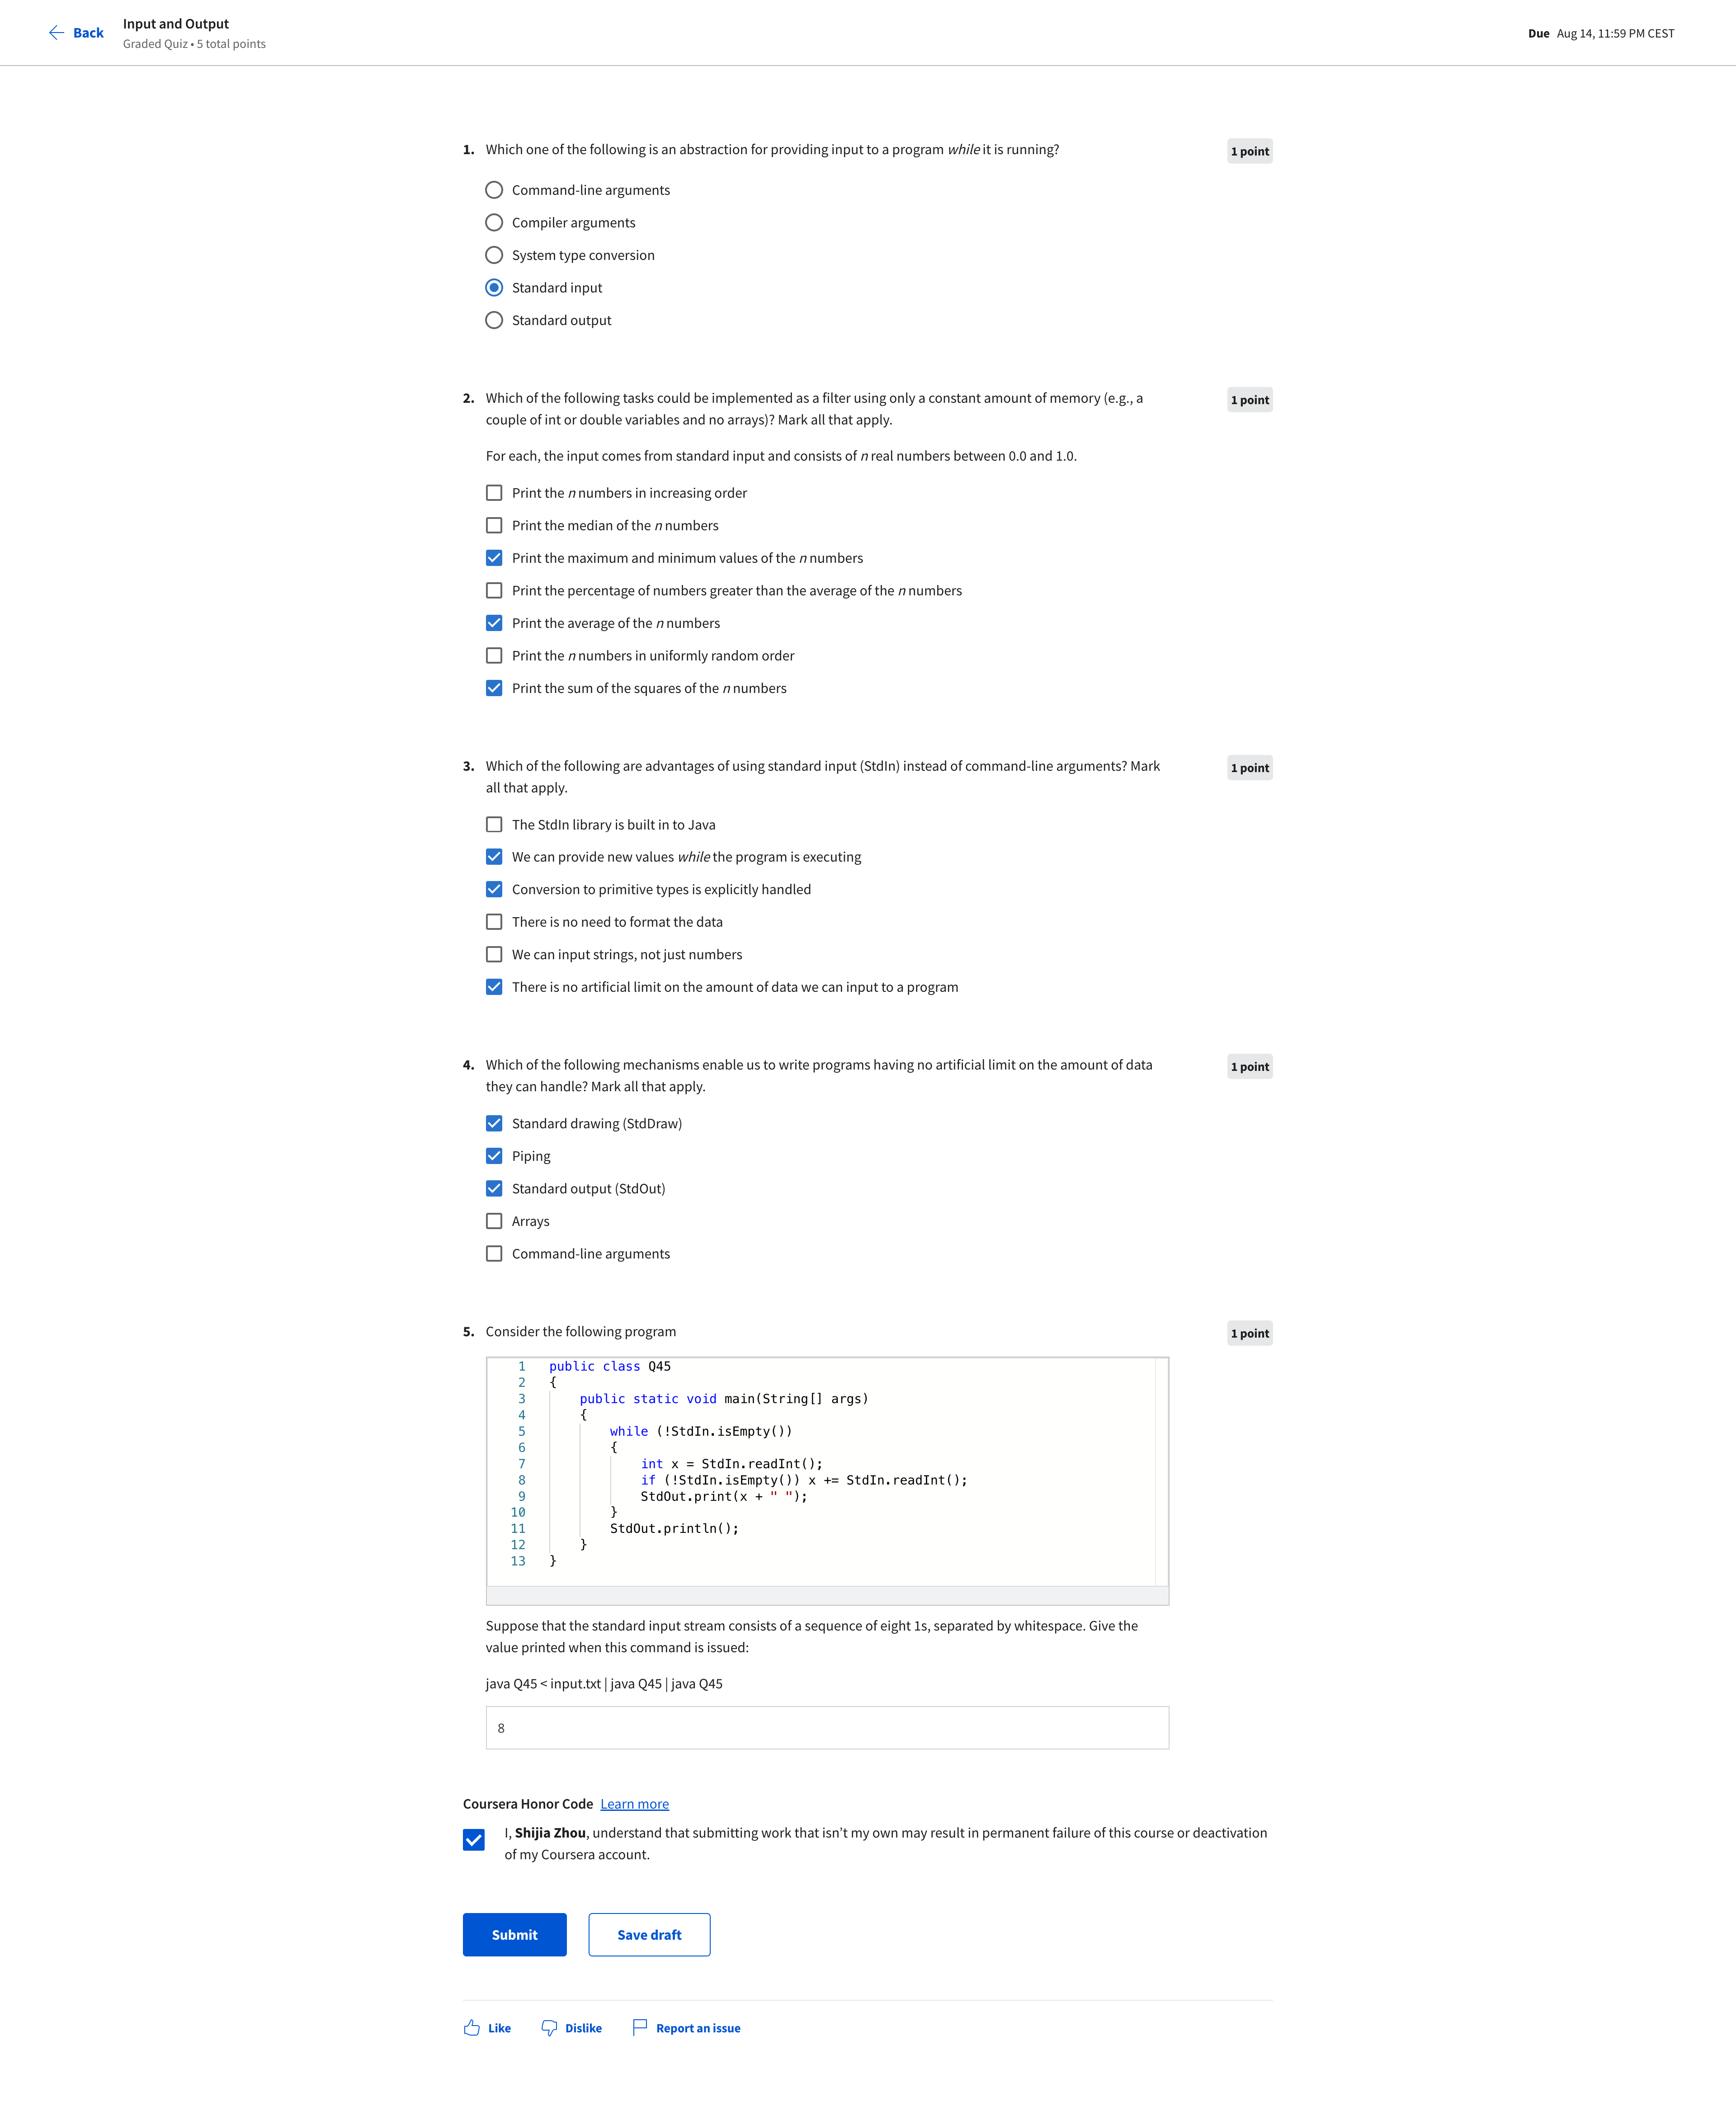 Back
Input and Output
Graded Quiz • 5 total points
Due Aug 14, 11:59 PM CEST
1. Which one of the following is an abstraction for providing input to a program while it is running?
1 point
Command-line arguments
Compiler arguments
System type conversion
Standard input
Standard output
2. Which of the following tasks could be implemented as a filter using only a constant amount of memory (e.g., a
couple of int or double variables and no arrays)? Mark all that apply.
1 point
For each, the input comes from standard input and consists of n real numbers between 0.0 and 1.0.
Print the n numbers in increasing order
Print the median of the n numbers
Print the maximum and minimum values of the n numbers
Print the percentage of numbers greater than the average of the n numbers
Print the average of the n numbers
Print the n numbers in uniformly random order
Print the sum of the squares of the n numbers
3. Which of the following are advantages of using standard input (StdIn) instead of command-line arguments? Mark
all that apply.
1 point
The StdIn library is built in to Java
We can provide new values while the program is executing
Conversion to primitive types is explicitly handled
There is no need to format the data
We can input strings, not just numbers
There is no artificial limit on the amount of data we can input to a program
4. Which of the following mechanisms enable us to write programs having no artificial limit on the amount of data
they can handle? Mark all that apply.
1 point
Standard drawing (StdDraw)
Piping
Standard output (StdOut)
Arrays
Command-line arguments
5. Consider the following program
1 point
1 public class Q45
2 {
3 public static void main(String[] args)
4 {
5 while (!StdIn.isEmpty())
6 {
7 int x = StdIn.readInt();
8 if (!StdIn.isEmpty()) x += StdIn.readInt();
9 StdOut.print(x + " ");
10 }
11 StdOut.println();
12 }
13 }
Suppose that the standard input stream consists of a sequence of eight 1s, separated by whitespace. Give the
value printed when this command is issued:
java Q45 < input.txt | java Q45 | java Q45
8
Coursera Honor Code Learn more
I, Shijia Zhou, understand that submitting work that isn’t my own may result in permanent failure of this course or deactivation
of my Coursera account.
Submit
Save draft
Like
Dislike
Report an issue